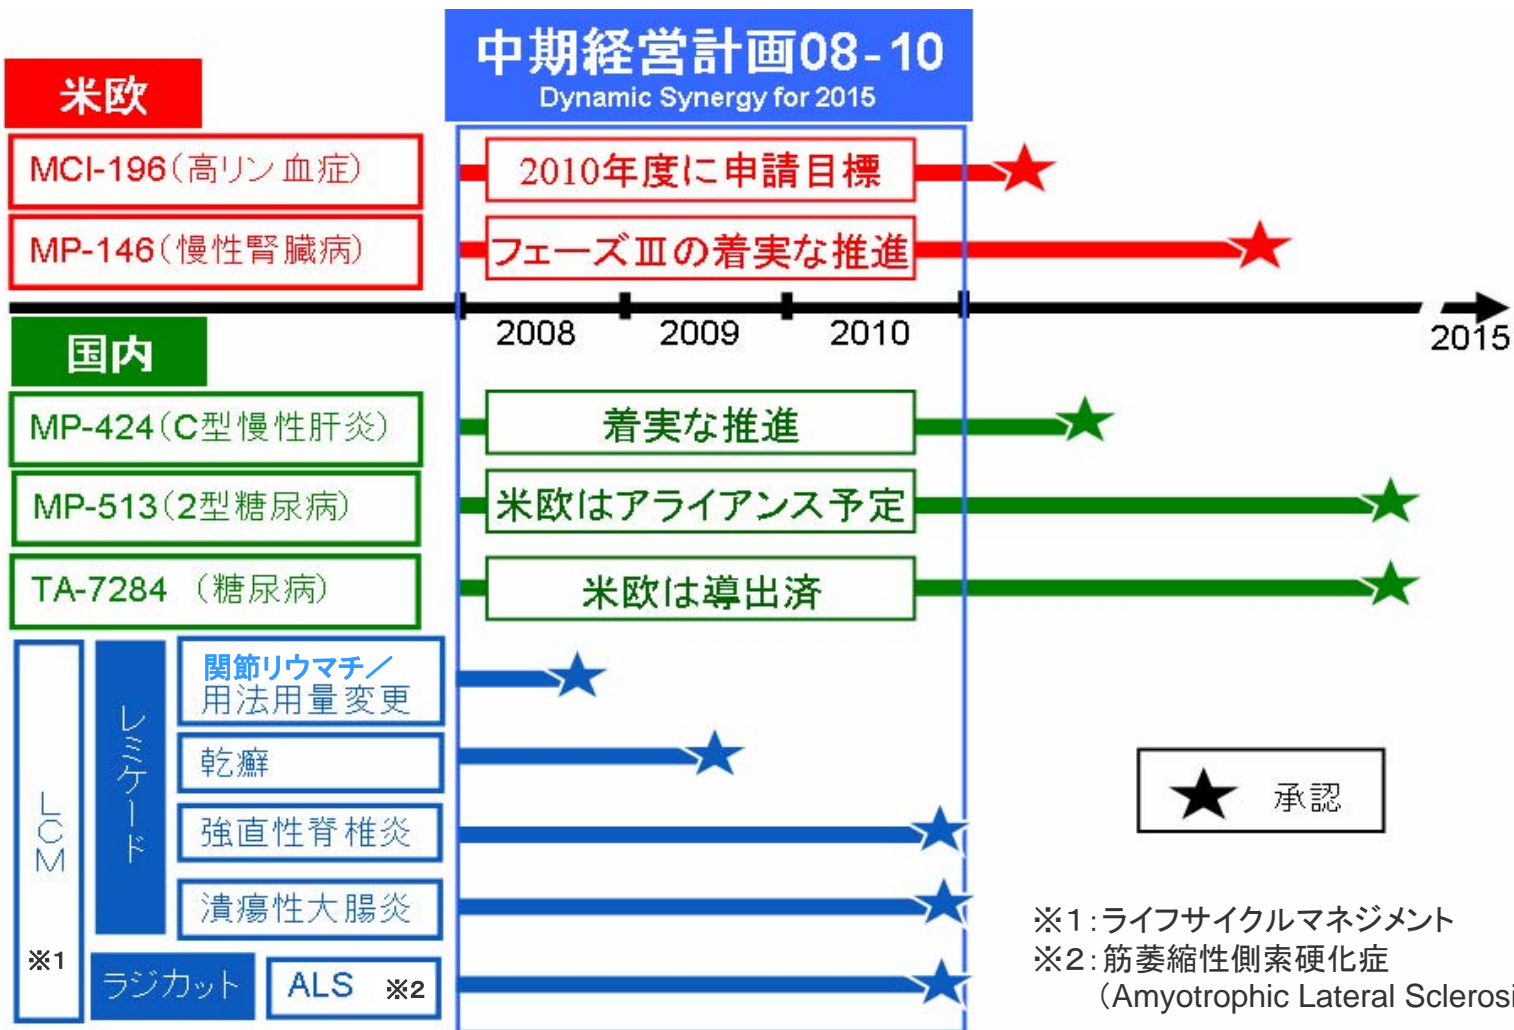 中期経営計画08-10
Dynamic Synergy for 2015
米欧
MCI-196(高リン血症)
2010年度に申請目標
MP-146(慢性腎臓病)
フェーズⅢの着実な推進
2008
2009
2010
2015
国内
MP-424(C型慢性肝炎)
着実な推進
MP-513(2型糖尿病)
米欧はアライアンス予定
TA-7284 (糖尿病)
米欧は導出済
LCM
※1
レミケード
関節リウマチ/
用法用量変更
乾癬
強直性脊椎炎
潰瘍性大腸炎
ラジカット
ALS ※2
承認
※1:ライフサイクルマネジメント
※2:筋萎縮性側索硬化症
(Amyotrophic Lateral Sclerosi